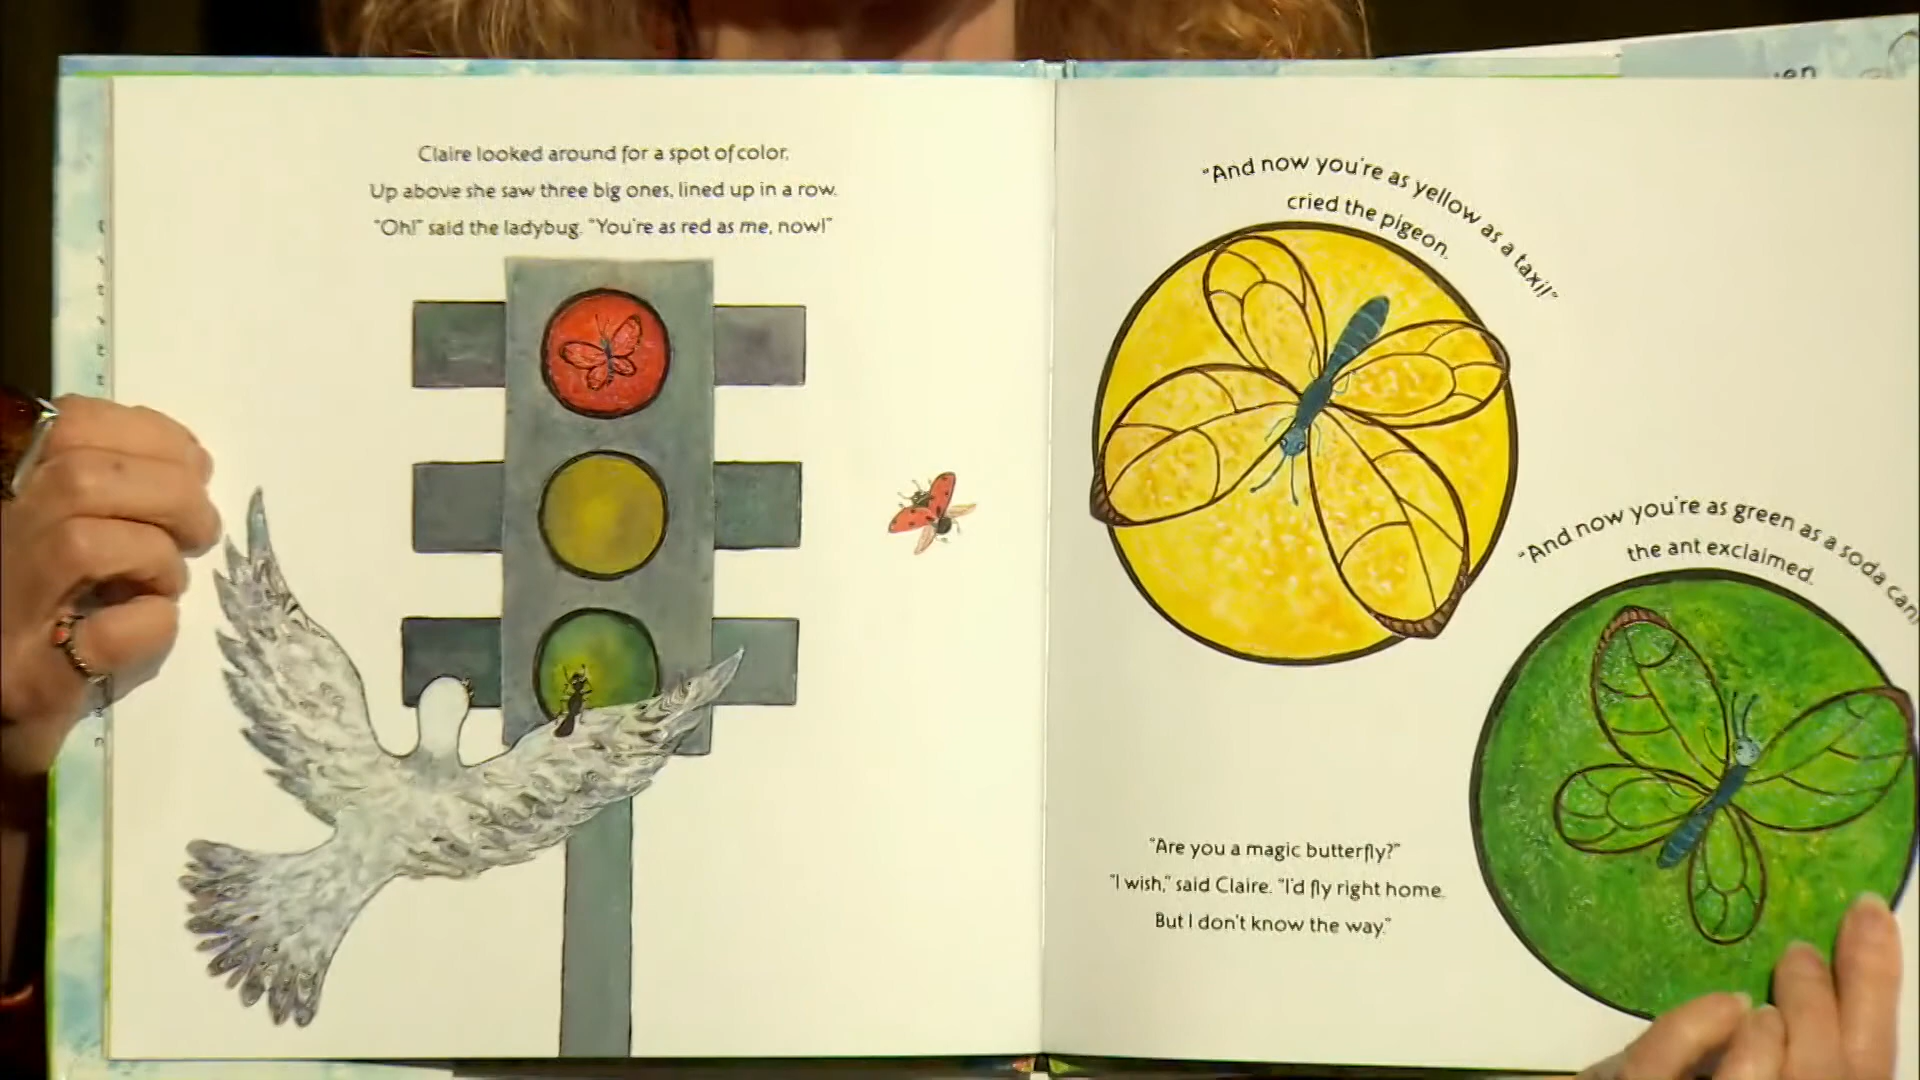 Claire looked around for a spot of color.
Up above she saw three big ones, lined up in a row.
"Oh!" said the ladybug. "You're as red as me, now!"
"And now you're as yellow as a taxi!"
cried the pigeon.
"And now you're as green as a soda can!
the ant exclaimed.
"Are you a magic butterfly?"
"I wish," said Claire. "I'd fly right home.
But I don't know the way."